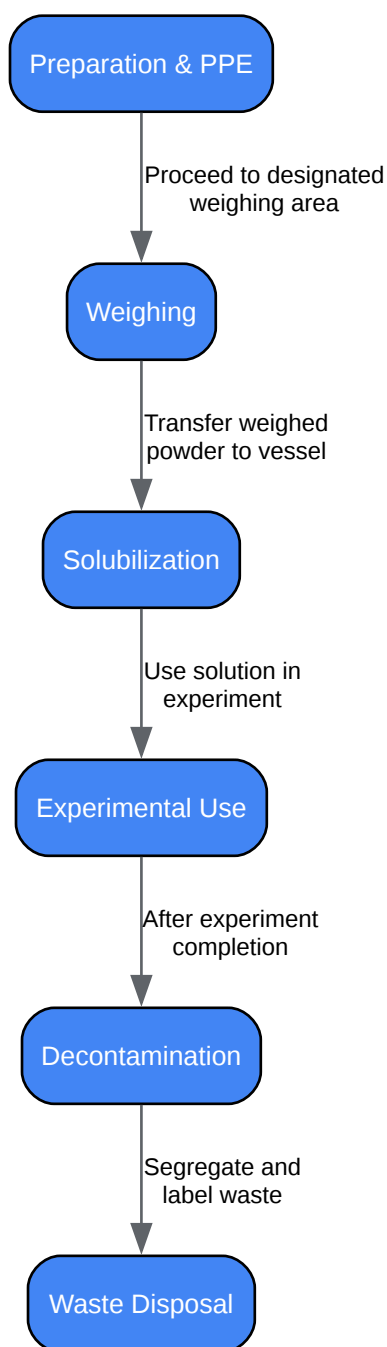 Preparation & PPE
Proceed to designated
weighing area
Weighing
Transfer weighed
powder to vessel
Solubilization
Use solution in
experiment
Experimental Use
After experiment
completion
Decontamination
Segregate and
label waste
Waste Disposal